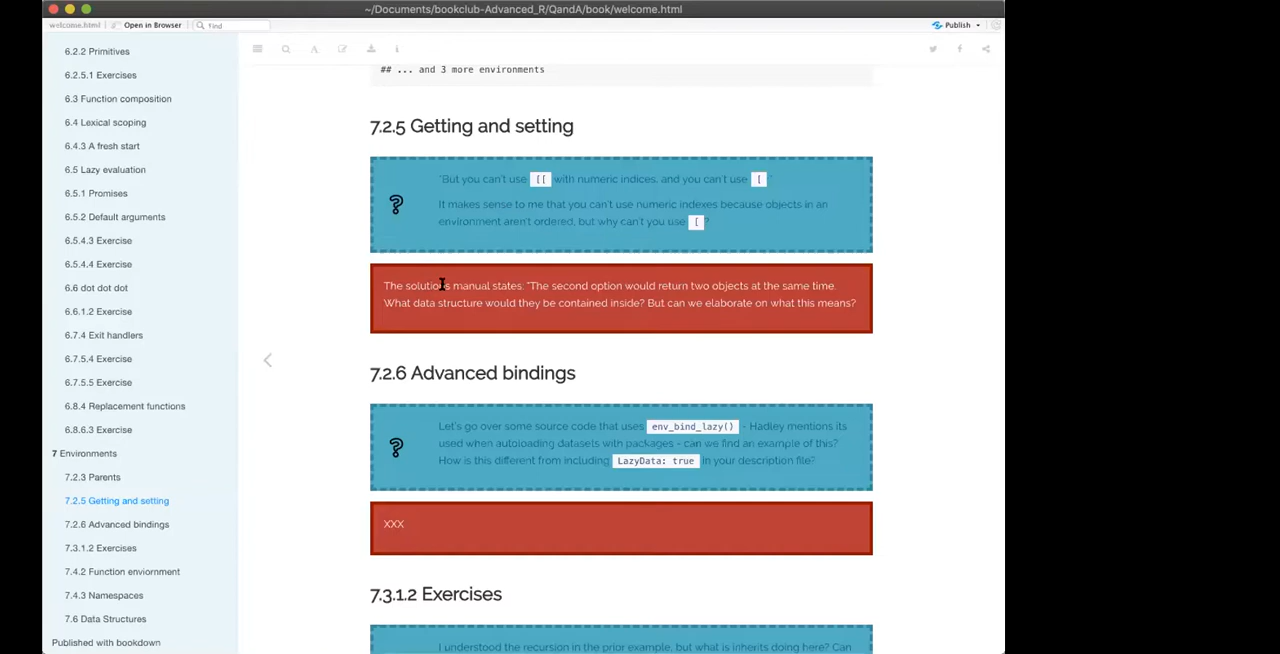 ~/Documents/bookclub-Advanced_R/QandA/book/welcome.html
welcome.html
Open in Browser
Find
Publish
6.2.2 Primitives
6.2.5.1 Exercises
6.3 Function composition
6.4 Lexical scoping
6.4.3 A fresh start
6.5 Lazy evaluation
6.5.1 Promises
6.5.2 Default arguments
6.5.4.3 Exercise
6.5.4.4 Exercise
6.6 dot dot dot
6.6.1.2 Exercise
6.7.4 Exit handlers
6.7.5.4 Exercise
6.7.5.5 Exercise
6.8.4 Replacement functions
6.8.6.3 Exercise
7 Environments
7.2.3 Parents
7.2.5 Getting and setting
7.2.6 Advanced bindings
7.3.1.2 Exercises
7.4.2 Function enviornment
7.4.3 Namespaces
7.6 Data Structures
Published with bookdown
## ... and 3 more environments
7.2.5 Getting and setting
"But you can't use [[ with numeric indices, and you can't use [."
It makes sense to me that you can't use numeric indexes because objects in an
environment aren't ordered, but why can't you use [?
The solutions manual states: "The second option would return two objects at the same time.
What data structure would they be contained inside? But can we elaborate on what this means?
7.2.6 Advanced bindings
Let's go over some source code that uses env_bind_lazy() - Hadley mentions its
used when autoloading datasets with packages - can we find an example of this?
How is this different from including LazyData: true in your description file?
XXX
7.3.1.2 Exercises
I understood the recursion in the prior example, but what is inherits doing here? Can